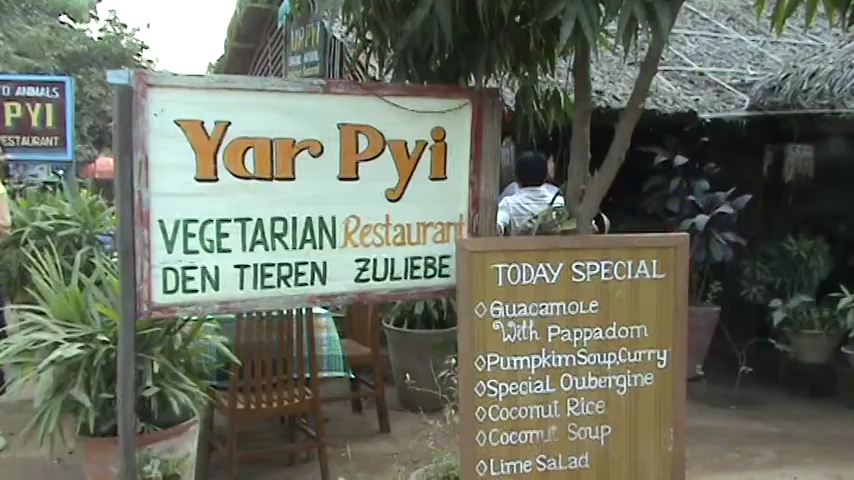 TO ANIMALS
PYI
RESTAURANT
Yar Pyi
VEGETARIAN Restaurant
DEN TIEREN ZULIEBE
TODAY SPECIAL
◇ GUACAMOLE
WITH PAPPADOM
◇ PUMPKIMSOUP,CURRY
◇ SPECIAL OUBERGINE
◇ COCONUT RICE
◇ COCONUT SOUP
◇ LIME SALAD